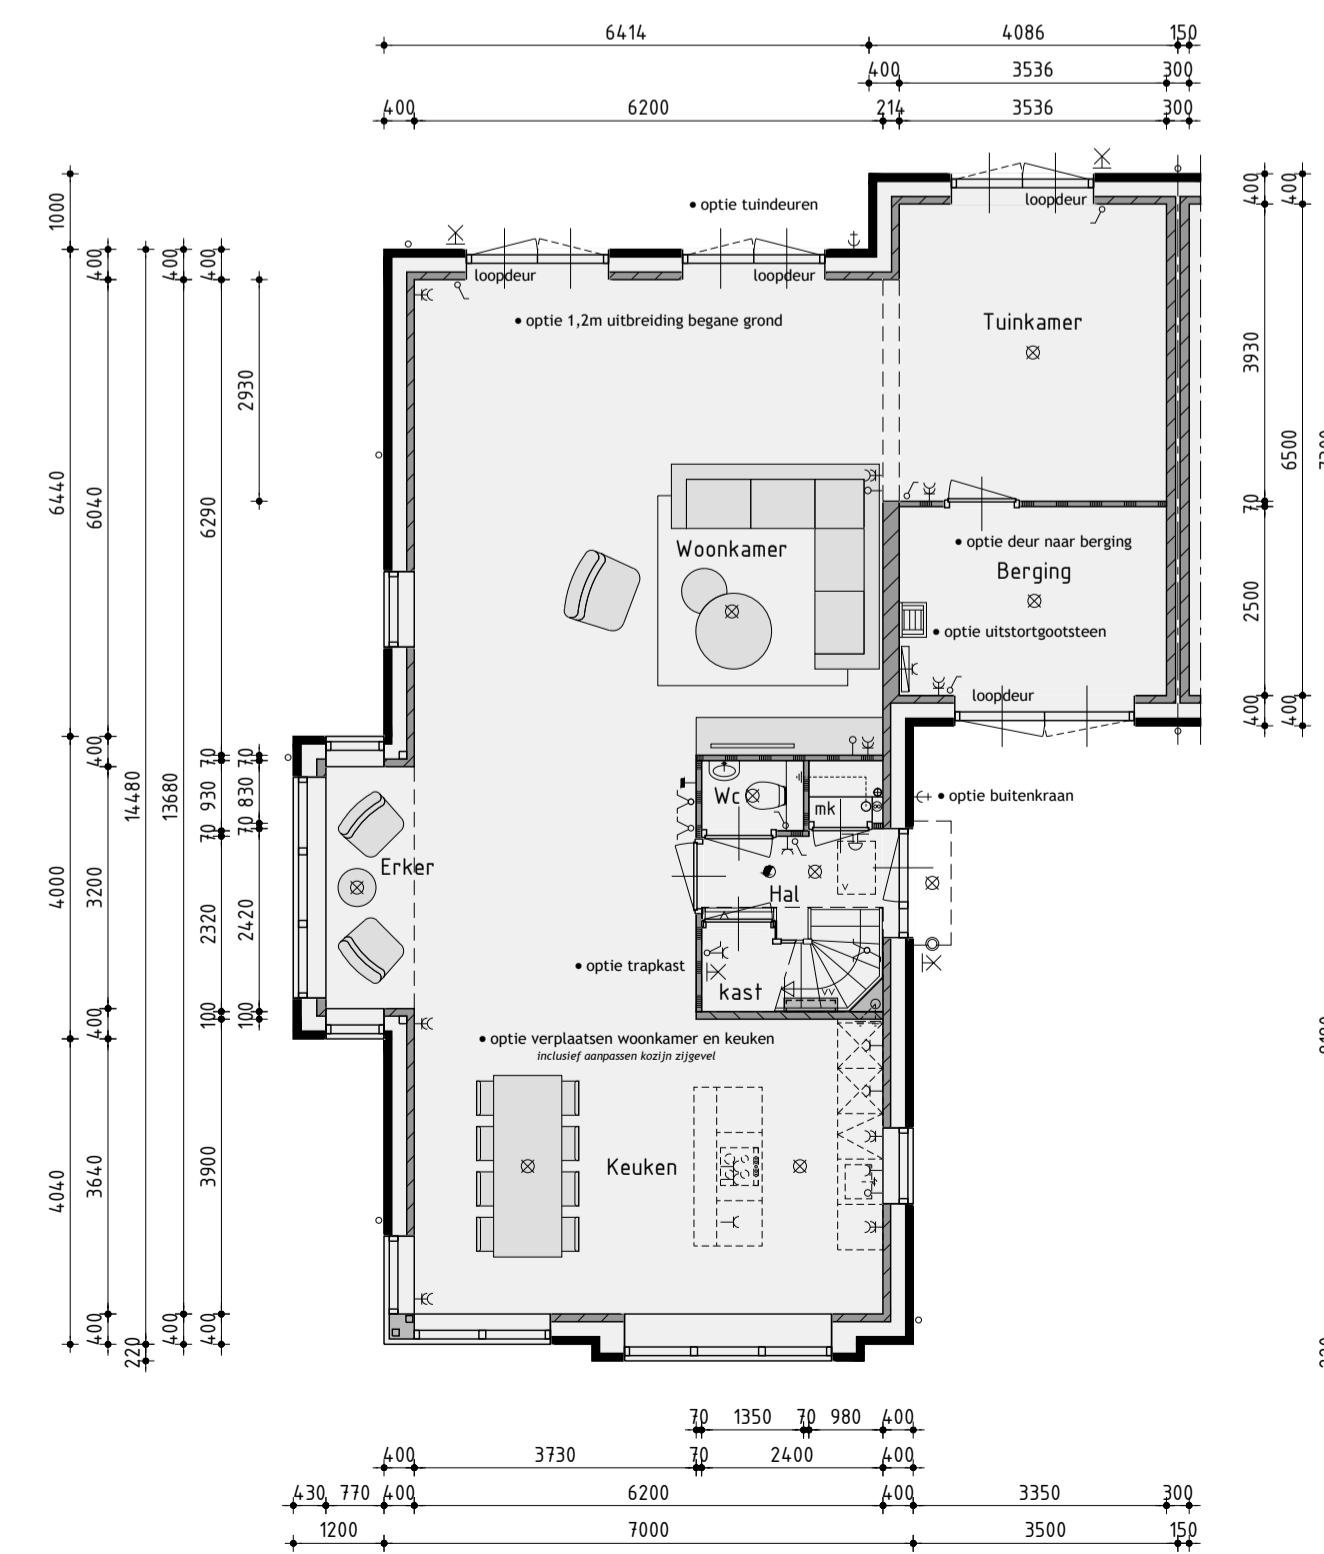 6414 4086 150
400 3536 300
400 6200 214 3536 300
1000
400
400
400
400
400
optie tuindeuren
loopdeur
loopdeur
loopdeur
optie 1,2m uitbreiding begane grond
Tuinkamer
2930
3930
6440
6040
6290
6500
70
Woonkamer
optie deur naar berging
Berging
2500
optie uitstortgootsteen
loopdeur
400
400
400
70
70
14480
13680
930
830
70
70
Wc
mk
optie buitenkraan
Erker
Hal
4000
3200
2320
2420
optie trapkast
kast
400
100
100
optie verplaatsen woonkamer en keuken
inclusief aanpassen kozijn zijgevel
Keuken
4040
3640
3900
400
400
400
220
70 1350 70 980 400
400 3730 70 2400 400
430 770 400 6200 400 3350 300
1200 7000 3500 150